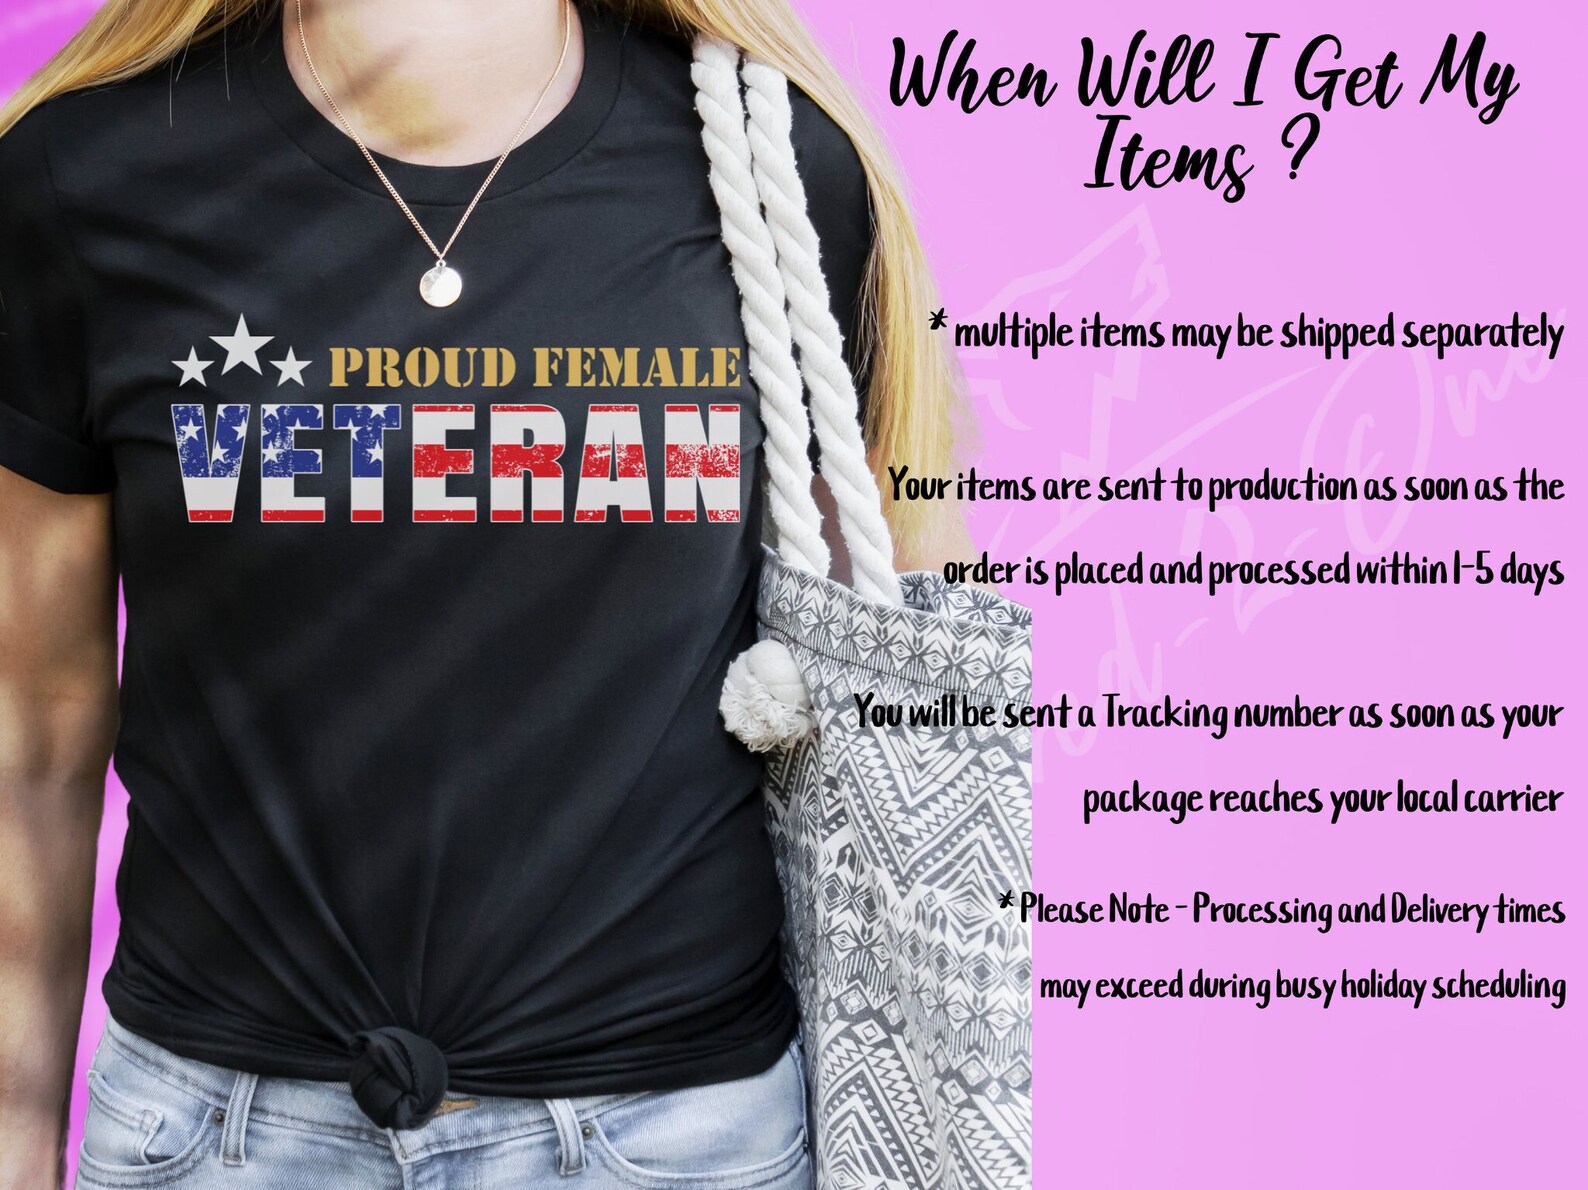 When Will I Get My
Items ?
* multiple items may be shipped separately
PROUD FEMALE
VETERAN
Your items are sent to production as soon as the
order is placed and processed within 1-5 days
You will be sent a Tracking number as soon as your
package reaches your local carrier
* Please Note - Processing and Delivery times
may exceed during busy holiday scheduling